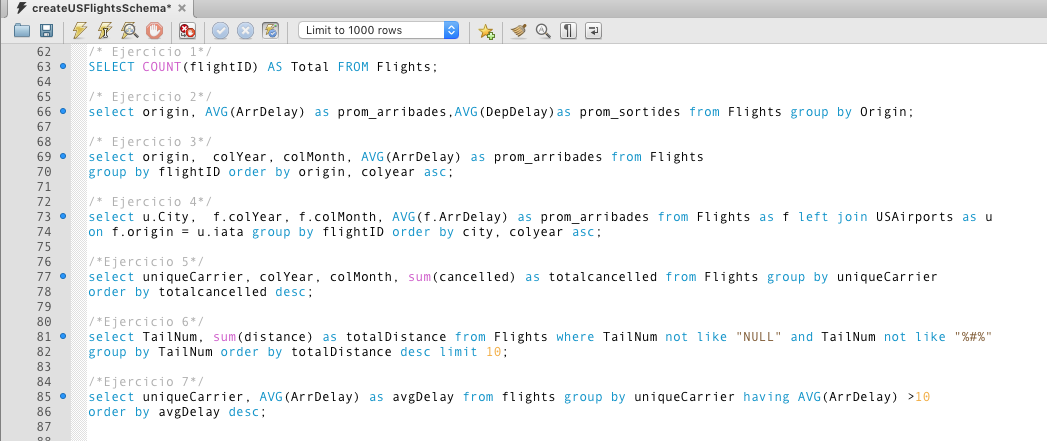 createUSFlightsSchema*
Limit to 1000 rows
62 /* Ejercicio 1*/
63 SELECT COUNT(flightID) AS Total FROM Flights;
64
65 /* Ejercicio 2*/
66 select origin, AVG(ArrDelay) as prom_arribades,AVG(DepDelay)as prom_sortides from Flights group by Origin;
67
68 /* Ejercicio 3*/
69 select origin,  colYear, colMonth, AVG(ArrDelay) as prom_arribades from Flights
70 group by flightID order by origin, colyear asc;
71
72 /* Ejercicio 4*/
73 select u.City,  f.colYear, f.colMonth, AVG(f.ArrDelay) as prom_arribades from Flights as f left join USAirports as u
74 on f.origin = u.iata group by flightID order by city, colyear asc;
75
76 /*Ejercicio 5*/
77 select uniqueCarrier, colYear, colMonth, sum(cancelled) as totalcancelled from Flights group by uniqueCarrier
78 order by totalcancelled desc;
79
80 /*Ejercicio 6*/
81 select TailNum, sum(distance) as totalDistance from Flights where TailNum not like "NULL" and TailNum not like "%#%"
82 group by TailNum order by totalDistance desc limit 10;
83
84 /*Ejercicio 7*/
85 select uniqueCarrier, AVG(ArrDelay) as avgDelay from flights group by uniqueCarrier having AVG(ArrDelay) >10
86 order by avgDelay desc;
87
88